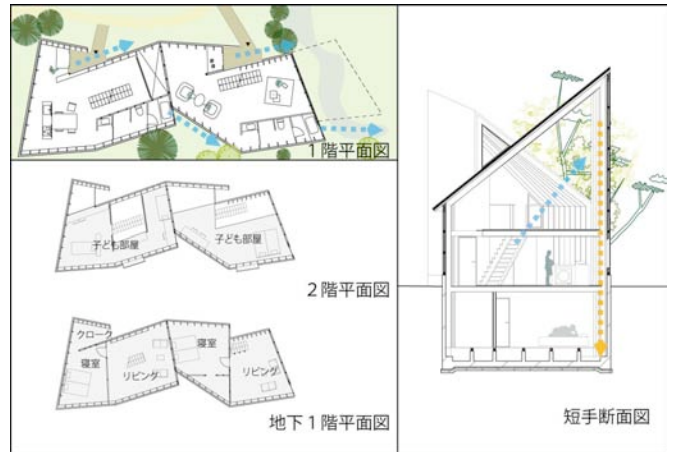 1階平面図
子ども部屋
子ども部屋
2階平面図
クローク
寝室
寝室
リビング
リビング
地下1階平面図
短手断面図